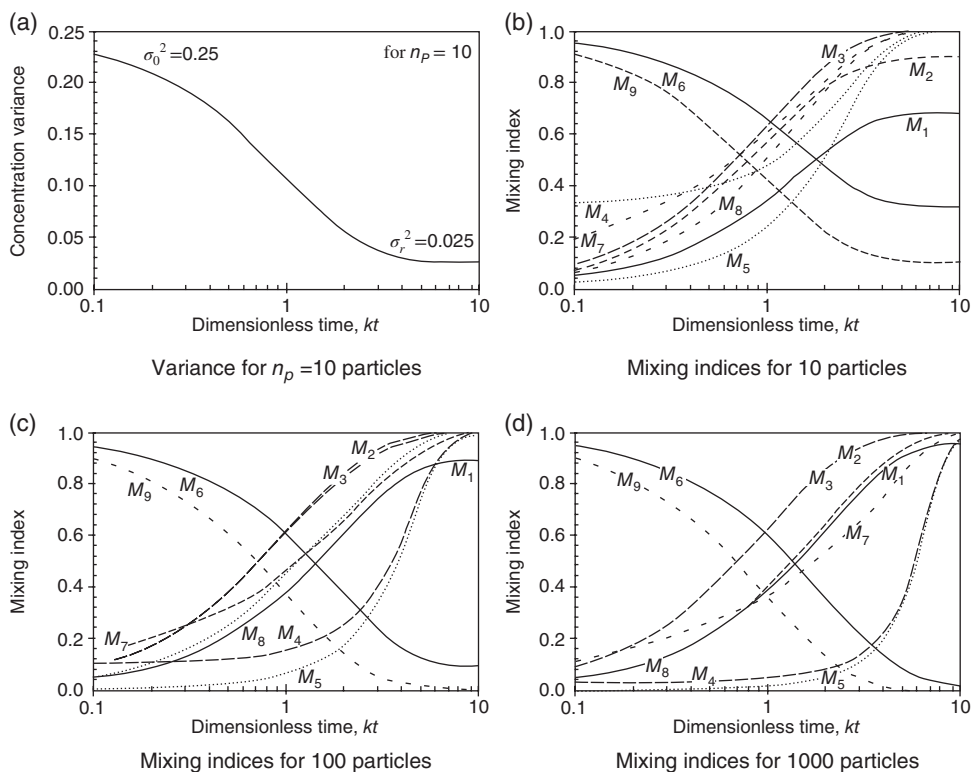 (a)
0.25
0.20
0.15
0.10
0.05
0.00
Concentration variance
σ₀²=0.25
for nP = 10
σr²=0.025
0.1
1
10
Dimensionless time, kt
Variance for np =10 particles
(b)
1.0
0.8
0.6
0.4
0.2
0.0
Mixing index
M9
M6
M3
M2
M1
M4
M7
M8
M5
0.1
1
10
Dimensionless time, kt
Mixing indices for 10 particles
(c)
1.0
0.8
0.6
0.4
0.2
0.0
Mixing index
M9
M6
M3
M2
M1
M7
M8
M4
M5
0.1
1
10
Dimensionless time, kt
Mixing indices for 100 particles
(d)
1.0
0.8
0.6
0.4
0.2
0.0
Mixing index
M9
M6
M3
M2
M1
M7
M8
M4
M5
0.1
1
10
Dimensionless time, kt
Mixing indices for 1000 particles